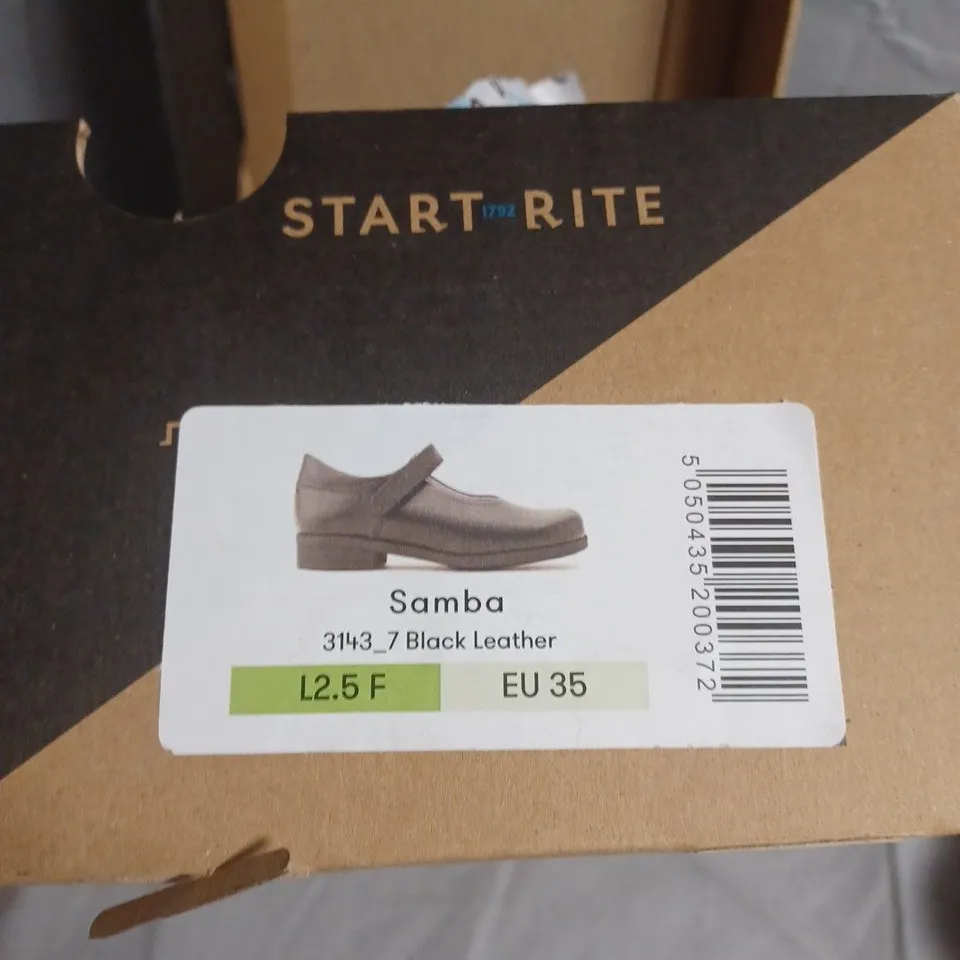 START 1792 RITE
Samba
3143_7 Black Leather
L2.5 F EU 35
5 050435 200372